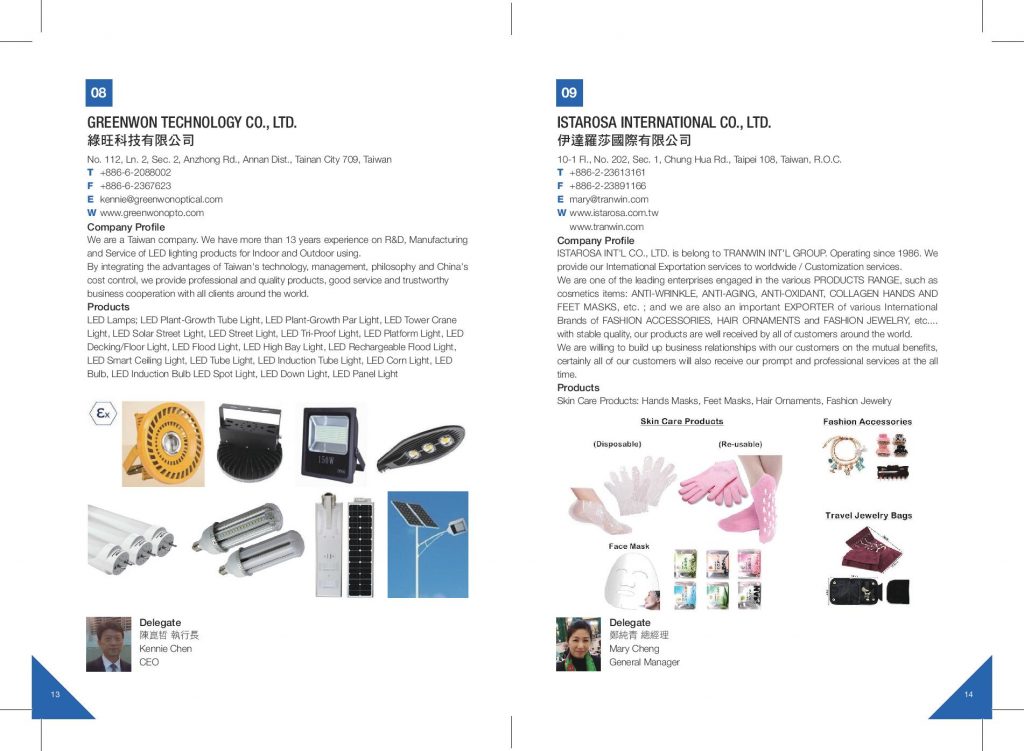 08
GREENWON TECHNOLOGY CO., LTD.
綠旺科技有限公司
No. 112, Ln. 2, Sec. 2, Anzhong Rd., Annan Dist., Tainan City 709, Taiwan
T +886-6-2088002
F +886-6-2367623
E kennie@greenwonoptical.com
W www.greenwonopto.com
Company Profile
We are a Taiwan company. We have more than 13 years experience on R&D, Manufacturing
and Service of LED lighting products for Indoor and Outdoor using.
By integrating the advantages of Taiwan's technology, management, philosophy and China's
cost control, we provide professional and quality products, good service and trustworthy
business cooperation with all clients around the world.
Products
LED Lamps; LED Plant-Growth Tube Light, LED Plant-Growth Par Light, LED Tower Crane
Light, LED Solar Street Light, LED Street Light, LED Tri-Proof Light, LED Platform Light, LED
Decking/Floor Light, LED Flood Light, LED High Bay Light, LED Rechargeable Flood Light,
LED Smart Ceiling Light, LED Tube Light, LED Induction Tube Light, LED Corn Light, LED
Bulb, LED Induction Bulb LED Spot Light, LED Down Light, LED Panel Light
εx
150W
Delegate
陳崑哲 執行長
Kennie Chen
CEO
13
09
ISTAROSA INTERNATIONAL CO., LTD.
伊達羅莎國際有限公司
10-1 Fl., No. 202, Sec. 1, Chung Hua Rd., Taipei 108, Taiwan, R.O.C.
T +886-2-23613161
F +886-2-23891166
E mary@tranwin.com
W www.istarosa.com.tw
www.tranwin.com
Company Profile
ISTAROSA INT'L CO., LTD. is belong to TRANWIN INT'L GROUP. Operating since 1986. We
provide our International Exportation services to worldwide / Customization services.
We are one of the leading enterprises engaged in the various PRODUCTS RANGE, such as
cosmetics items: ANTI-WRINKLE, ANTI-AGING, ANTI-OXIDANT, COLLAGEN HANDS AND
FEET MASKS, etc. ; and we are also an important EXPORTER of various International
Brands of FASHION ACCESSORIES, HAIR ORNAMENTS and FASHION JEWELRY, etc....
with stable quality, our products are well received by all of customers around the world.
We are willing to build up business relationships with our customers on the mutual benefits,
certainly all of our customers will also receive our prompt and professional services at the all
time.
Products
Skin Care Products: Hands Masks, Feet Masks, Hair Ornaments, Fashion Jewelry
Skin Care Products
(Disposable) (Re-usable)
Face Mask
Fashion Accessories
Travel Jewelry Bags
Delegate
鄭純青 總經理
Mary Cheng
General Manager
14